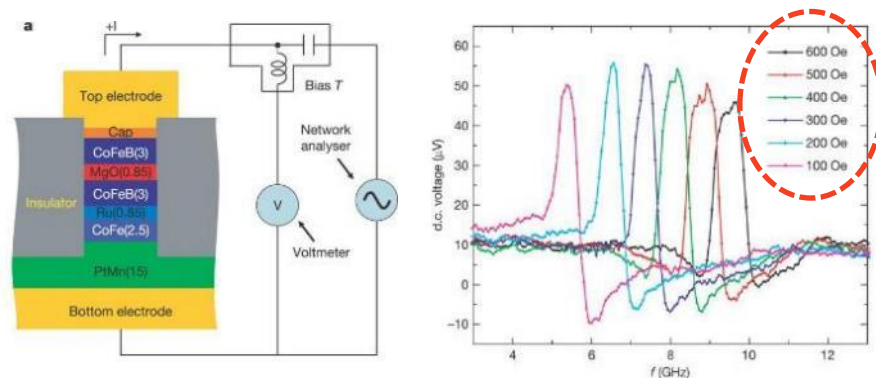 a
+I
Top electrode
Cap
CoFeB(3)
MgO(0.85)
CoFeB(3)
Ru(0.85)
CoFe(2.5)
PtMn(15)
Bottom electrode
Insulator
Bias T
Network
analyser
V
Voltmeter
d.c. voltage (μV)
60
50
40
30
20
10
0
−10
4
6
8
10
12
f (GHz)
600 Oe
500 Oe
400 Oe
300 Oe
200 Oe
100 Oe